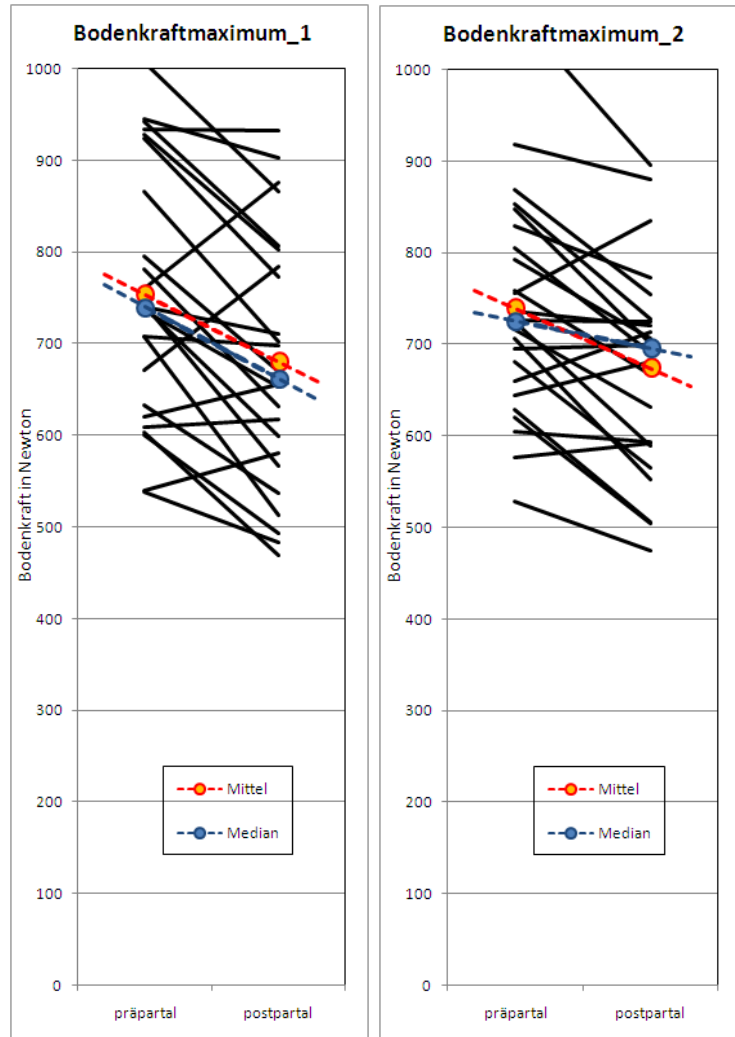 Bodenkraftmaximum_1
Bodenkraft in Newton
1000
900
800
700
600
500
400
300
200
100
0
Mittel
Median
präpartal postpartal
Bodenkraftmaximum_2
Bodenkraft in Newton
1000
900
800
700
600
500
400
300
200
100
0
Mittel
Median
präpartal postpartal